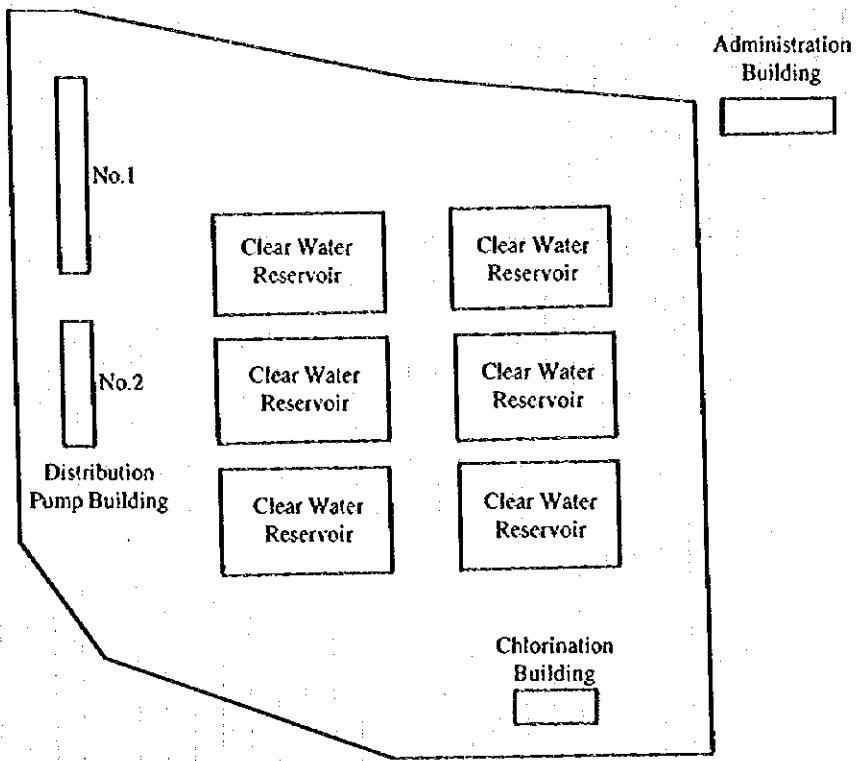 Administration
Building
No.1
Clear Water
Reservoir
Clear Water
Reservoir
No.2
Clear Water
Reservoir
Clear Water
Reservoir
Distribution
Pump Building
Clear Water
Reservoir
Clear Water
Reservoir
Chlorination
Building